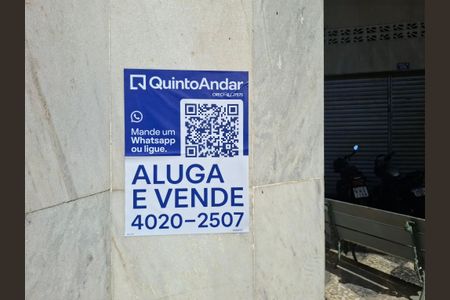 QuintoAndar
Mande um
Whatsapp
ou ligue.
ALUGA
E VENDE
4020-2507